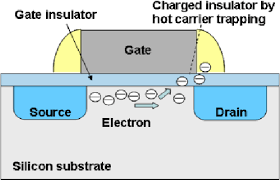 Gate insulator
Charged insulator by
hot carrier trapping
Gate
Source
Drain
Electron
Silicon substrate